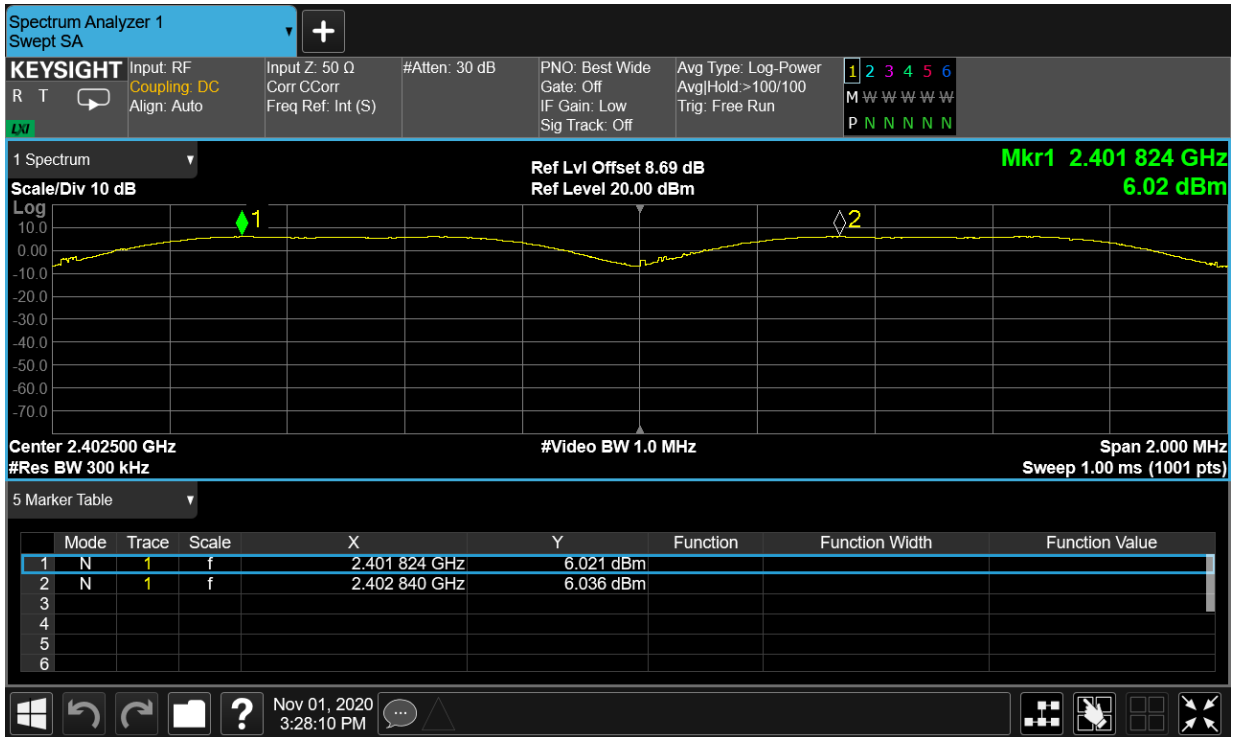 Spectrum Analyzer 1
Swept SA
KEYSIGHT
R T
LXI
Input: RF
Coupling: DC
Align: Auto
Input Z: 50 Ω
Corr CCorr
Freq Ref: Int (S)
#Atten: 30 dB
PNO: Best Wide
Gate: Off
IF Gain: Low
Sig Track: Off
Avg Type: Log-Power
Avg|Hold:>100/100
Trig: Free Run
1 2 3 4 5 6
M W W W W W
P N N N N N
1 Spectrum
Scale/Div 10 dB
Ref Lvl Offset 8.69 dB
Ref Level 20.00 dBm
Mkr1 2.401 824 GHz
6.02 dBm
Log
10.0
0.00
-10.0
-20.0
-30.0
-40.0
-50.0
-60.0
-70.0
1
2
Center 2.402500 GHz
#Res BW 300 kHz
#Video BW 1.0 MHz
Span 2.000 MHz
Sweep 1.00 ms (1001 pts)
5 Marker Table
Mode Trace Scale X Y Function Function Width Function Value
1 N 1 f 2.401 824 GHz 6.021 dBm
2 N 1 f 2.402 840 GHz 6.036 dBm
3
4
5
6
?
Nov 01, 2020
3:28:10 PM